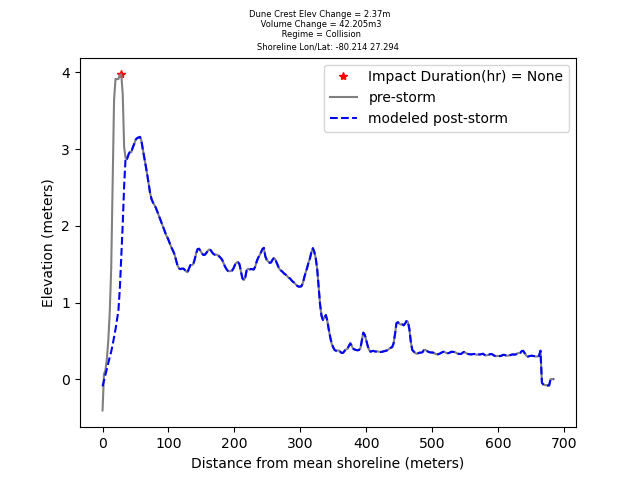 Dune Crest Elev Change = 2.37m
Volume Change = 42.205m3
Regime = Collision
Shoreline Lon/Lat: -80.214 27.294
Impact Duration(hr) = None
pre-storm
modeled post-storm
Elevation (meters)
4
3
2
1
0
0 100 200 300 400 500 600 700
Distance from mean shoreline (meters)